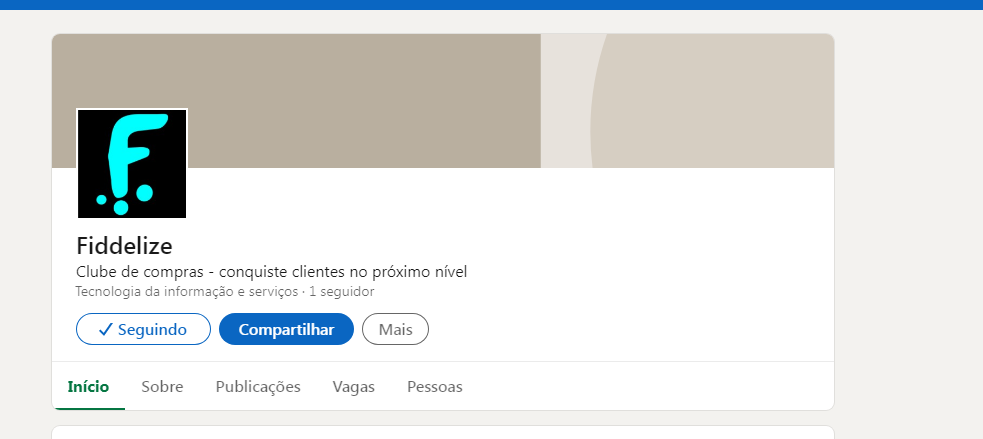 F
Fiddelize
Clube de compras - conquiste clientes no próximo nível
Tecnologia da informação e serviços · 1 seguidor
✓ Seguindo Compartilhar Mais
Início Sobre Publicações Vagas Pessoas